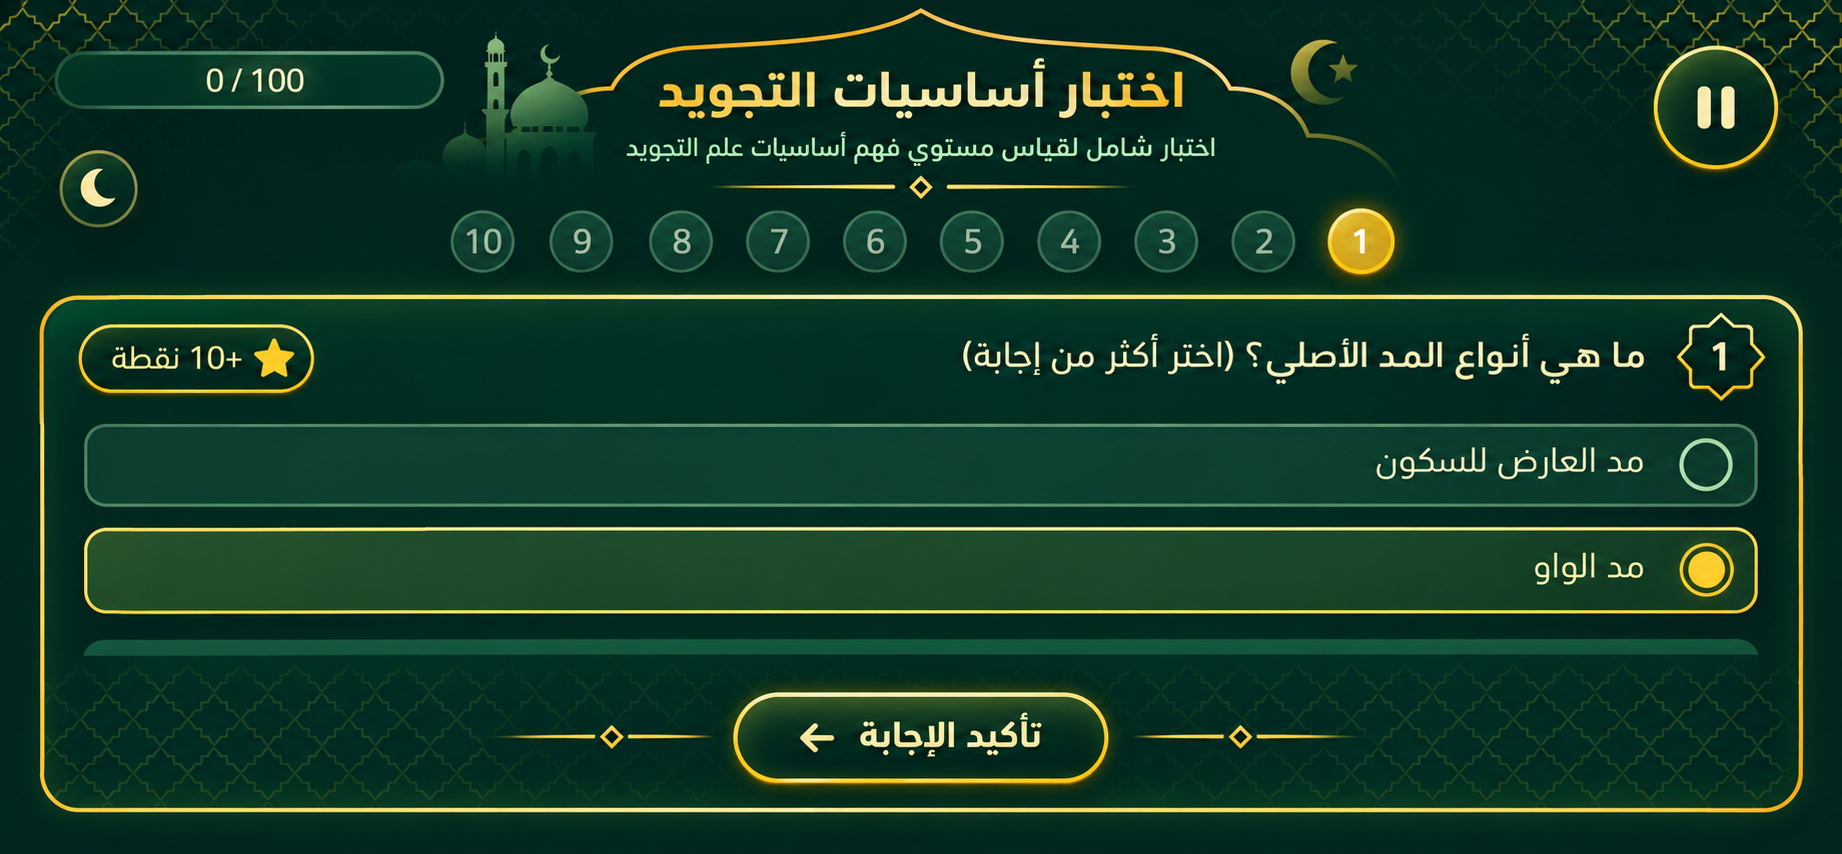 0 / 100
اختبار أساسيات التجويد
اختبار شامل لقياس مستوي فهم أساسيات علم التجويد
1 2 3 4 5 6 7 8 9 10
1
ما هي أنواع المد الأصلي؟ (اختر أكثر من إجابة)
+10 نقطة
مد العارض للسكون
مد الواو
تأكيد الإجابة ←